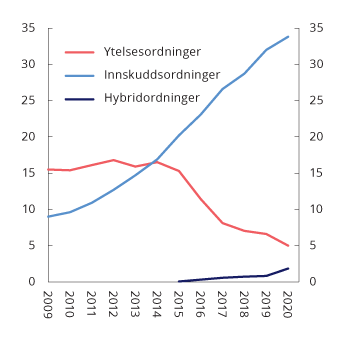 35 35
Ytelsesordninger
30 30
Innskuddsordninger
25 25
Hybridordninger
20 20
15 15
10 10
5 5
0 0
2009 2010 2011 2012 2013 2014 2015 2016 2017 2018 2019 2020